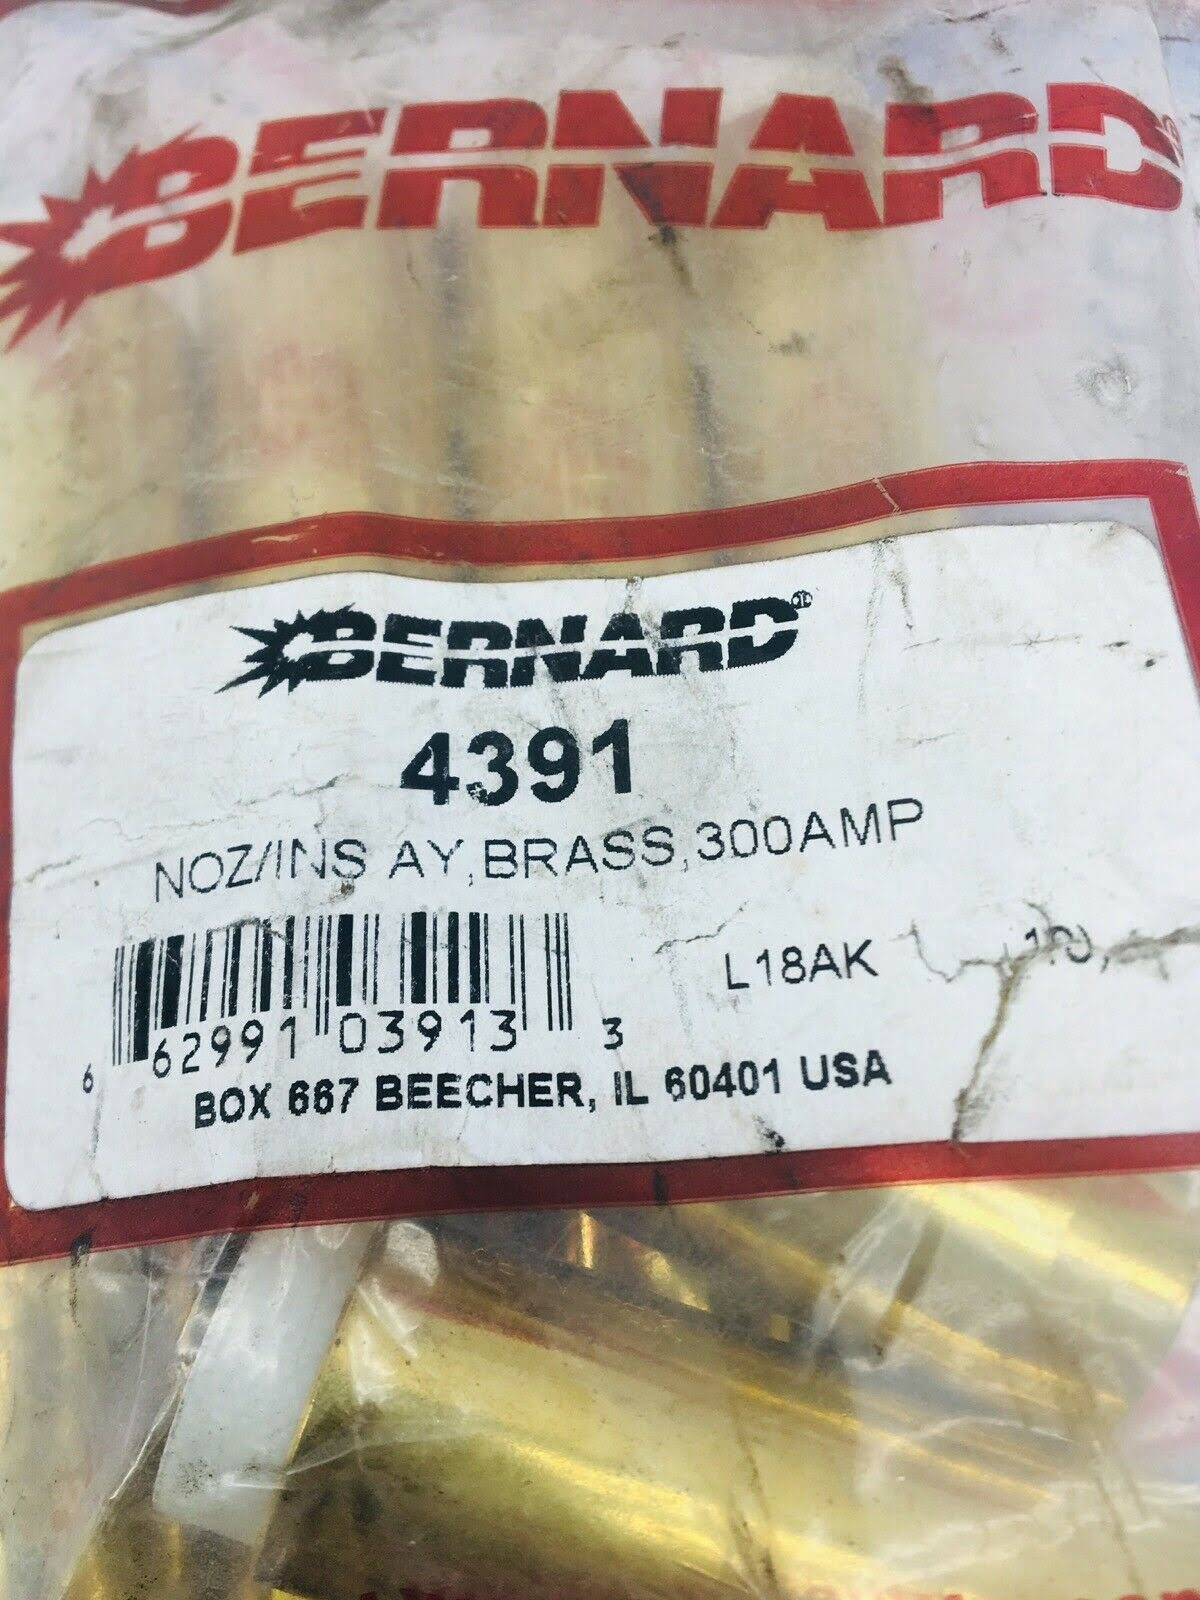 BERNARD
BERNARD®
4391
NOZ/INS AY,BRASS,300AMP
L18AK
6 62991 03913 3
BOX 667 BEECHER, IL 60401 USA